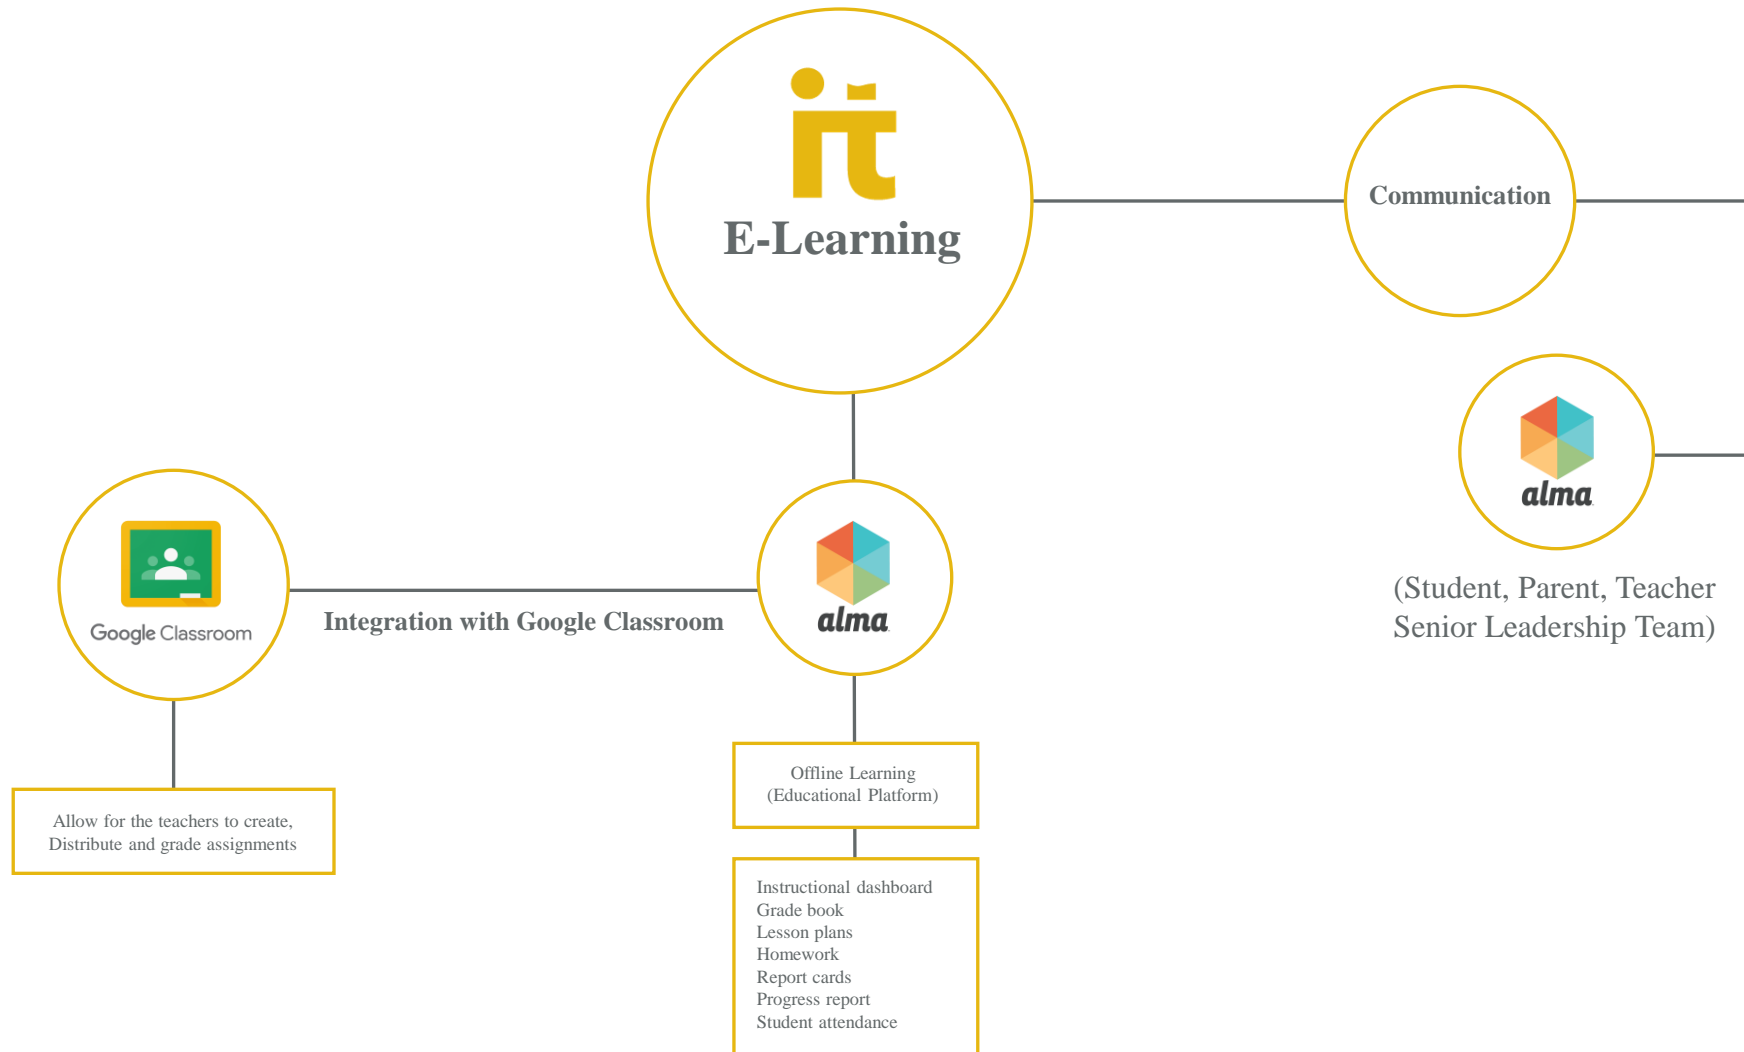 E-Learning
Communication
alma
(Student, Parent, Teacher
Senior Leadership Team)
Google Classroom
Integration with Google Classroom
alma
Allow for the teachers to create,
Distribute and grade assignments
Offline Learning
(Educational Platform)
Instructional dashboard
Grade book
Lesson plans
Homework
Report cards
Progress report
Student attendance